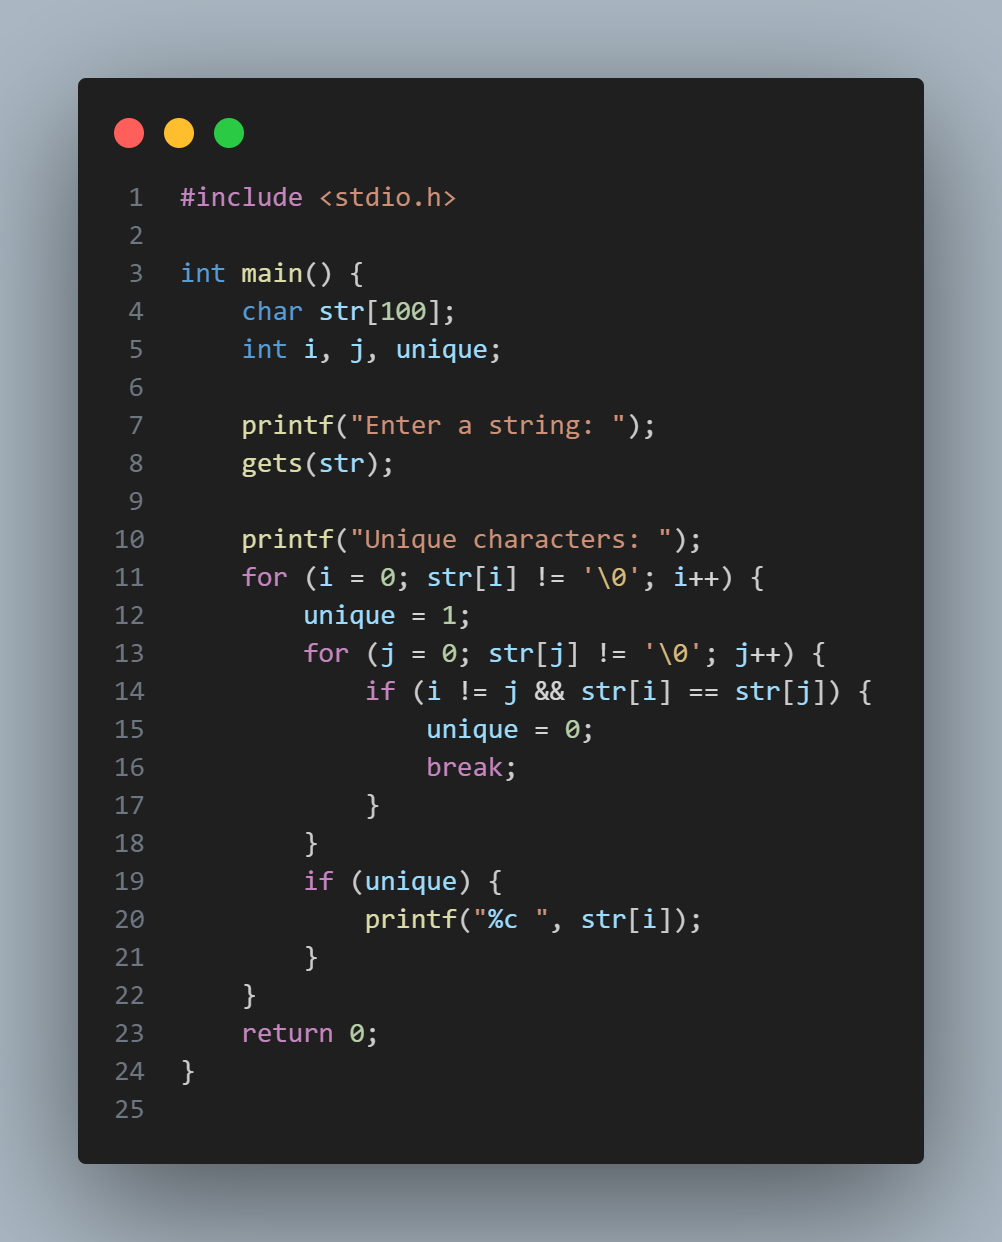 1 #include <stdio.h>
2
3 int main() {
4     char str[100];
5     int i, j, unique;
6
7     printf("Enter a string: ");
8     gets(str);
9
10     printf("Unique characters: ");
11     for (i = 0; str[i] != '\0'; i++) {
12         unique = 1;
13         for (j = 0; str[j] != '\0'; j++) {
14             if (i != j && str[i] == str[j]) {
15                 unique = 0;
16                 break;
17             }
18         }
19         if (unique) {
20             printf("%c ", str[i]);
21         }
22     }
23     return 0;
24 }
25